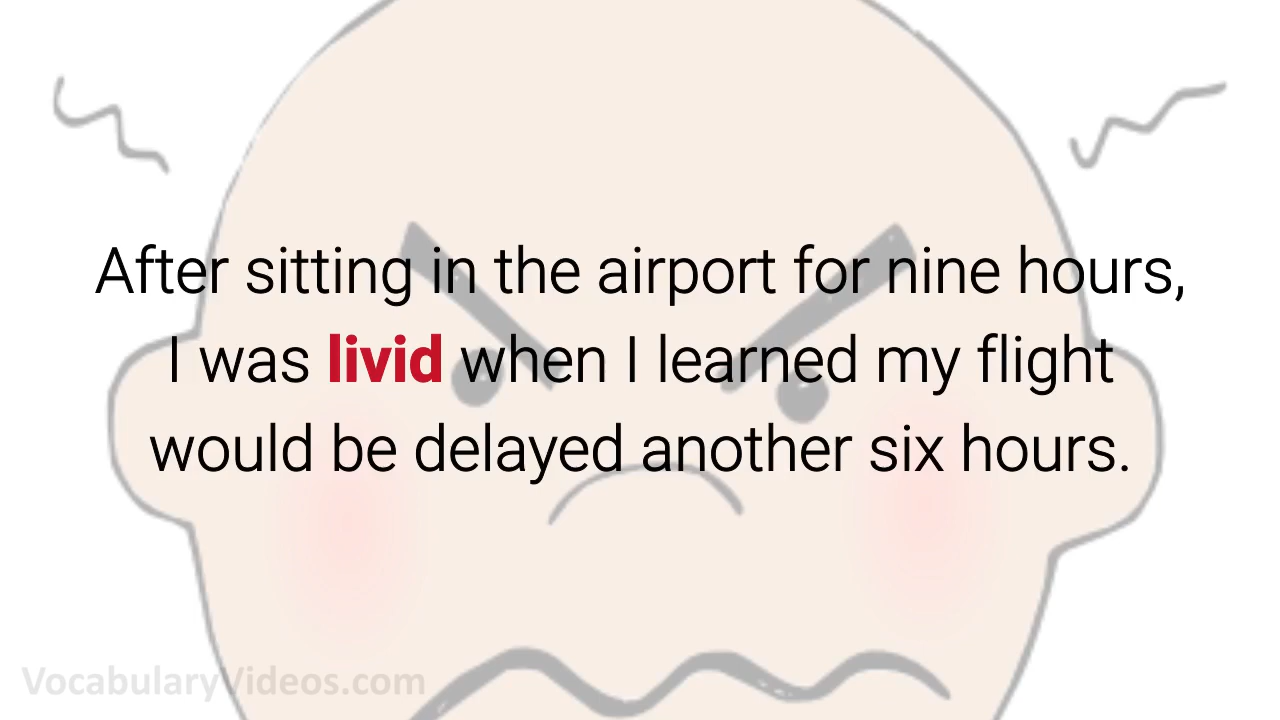 After sitting in the airport for nine hours,
I was livid when I learned my flight
would be delayed another six hours.
VocabularyVideos.com